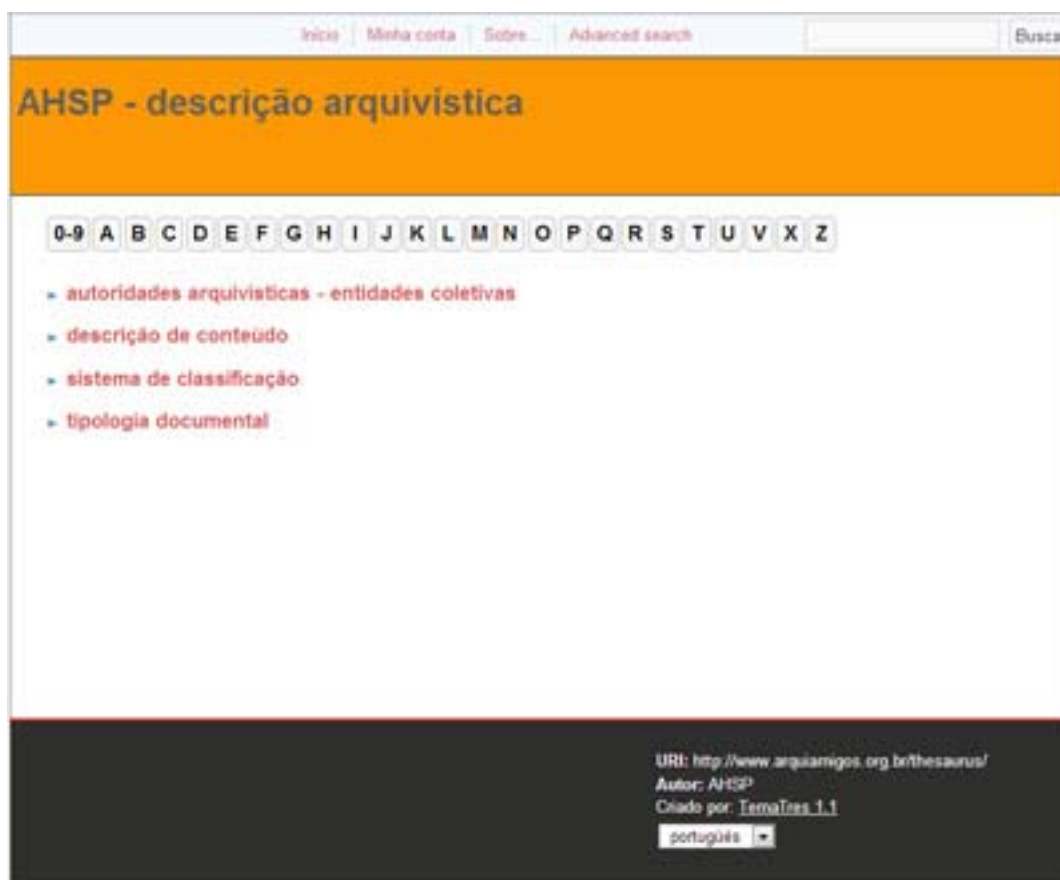 Início Minha conta Sobre... Advanced search Busca
AHSP - descrição arquivística
0-9 A B C D E F G H I J K L M N O P Q R S T U V X Z
autoridades arquivísticas - entidades coletivas
descrição de conteúdo
sistema de classificação
tipologia documental
URI: http://www.arquiamigos.org.br/thesaurus/
Autor: AHSP
Criado por: TemaTres 1.1
portugüés